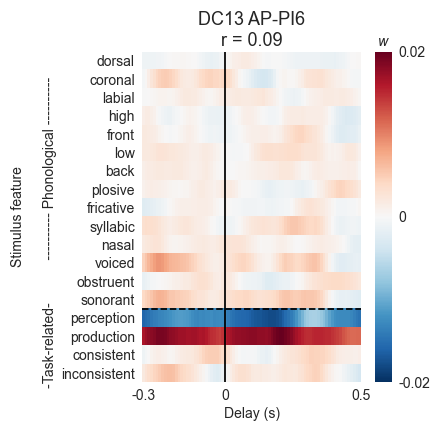 DC13 AP-PI6
r = 0.09
w
dorsal
coronal
labial
high
front
low
back
plosive
fricative
syllabic
nasal
voiced
obstruent
sonorant
perception
production
consistent
inconsistent
Stimulus feature
---------- Phonological ----------
-Task-related-
0.02
0
-0.02
-0.3
0
0.5
Delay (s)